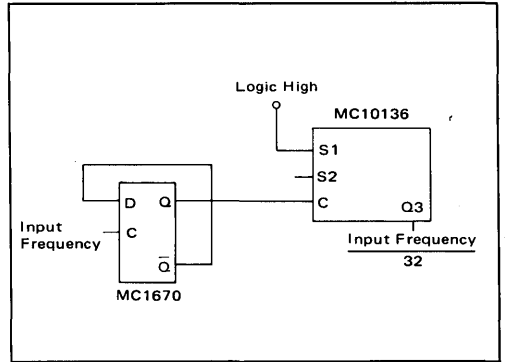 Logic High
MC10136
S1
S2
C
Q3
Input Frequency
32
D Q
Input
Frequency
C
Q̅
MC1670